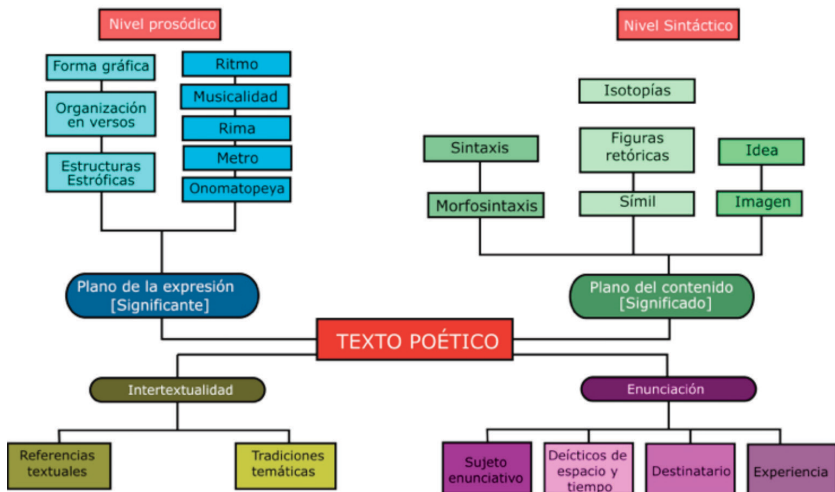 Nivel prosódico
Forma gráfica
Organización
en versos
Estructuras
Estróficas
Ritmo
Musicalidad
Rima
Metro
Onomatopeya
Plano de la expresión
[Significante]
Nivel Sintáctico
Isotopías
Sintaxis
Morfosintaxis
Figuras
retóricas
Símil
Idea
Imagen
Plano del contenido
[Significado]
TEXTO POÉTICO
Intertextualidad
Referencias
textuales
Tradiciones
temáticas
Enunciación
Sujeto
enunciativo
Deícticos de
espacio y
tiempo
Destinatario
Experiencia